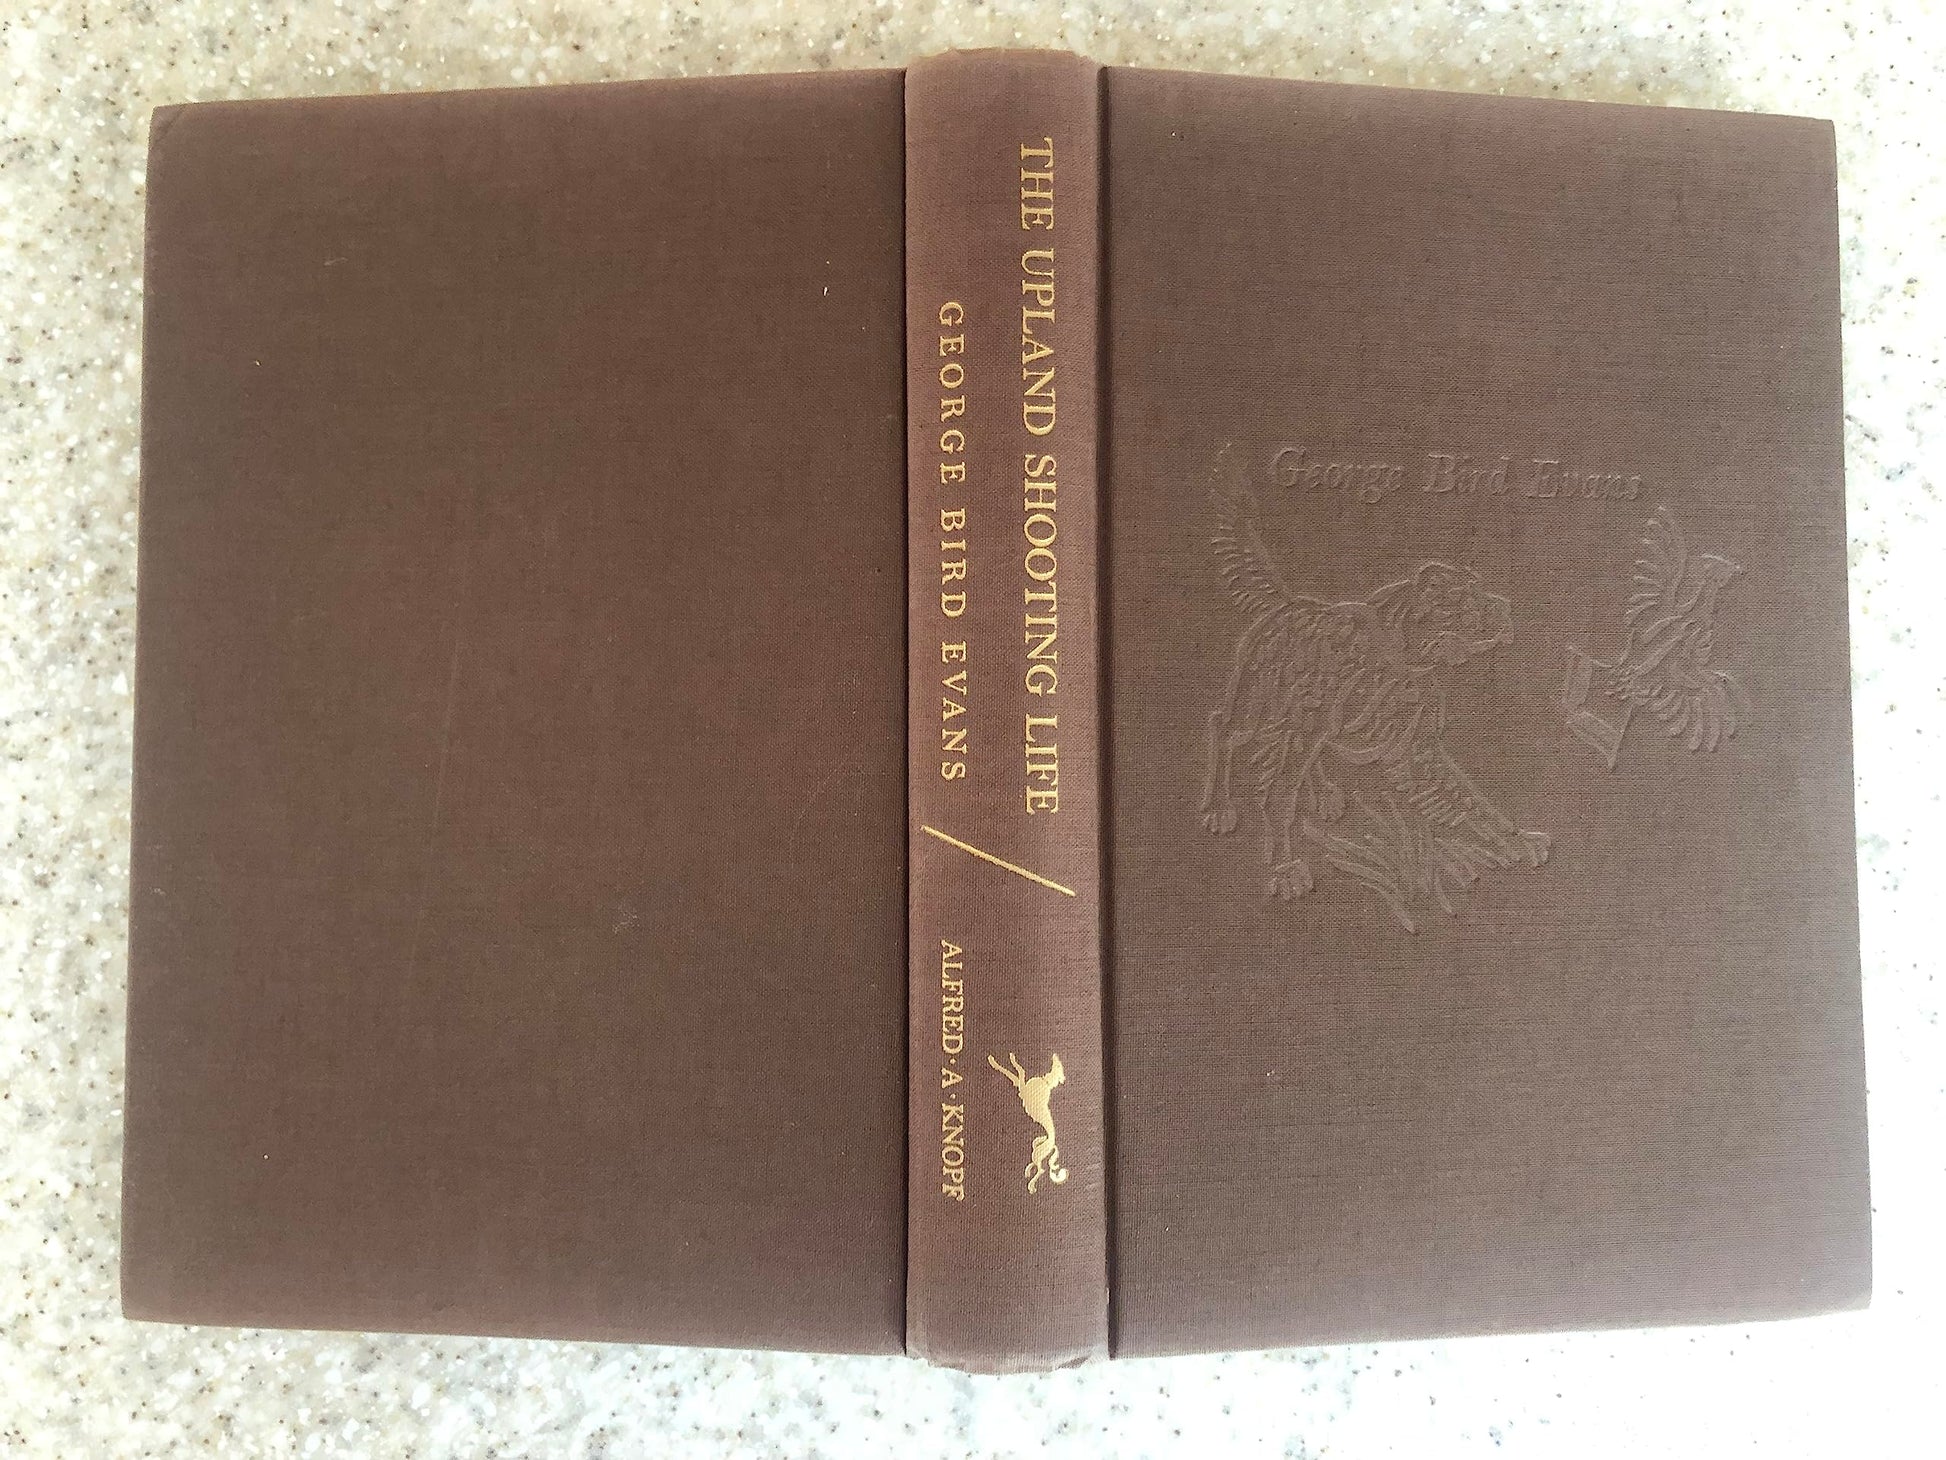 THE UPLAND SHOOTING LIFE
GEORGE BIRD EVANS
ALFRED · A · KNOPF
George Bird Evans